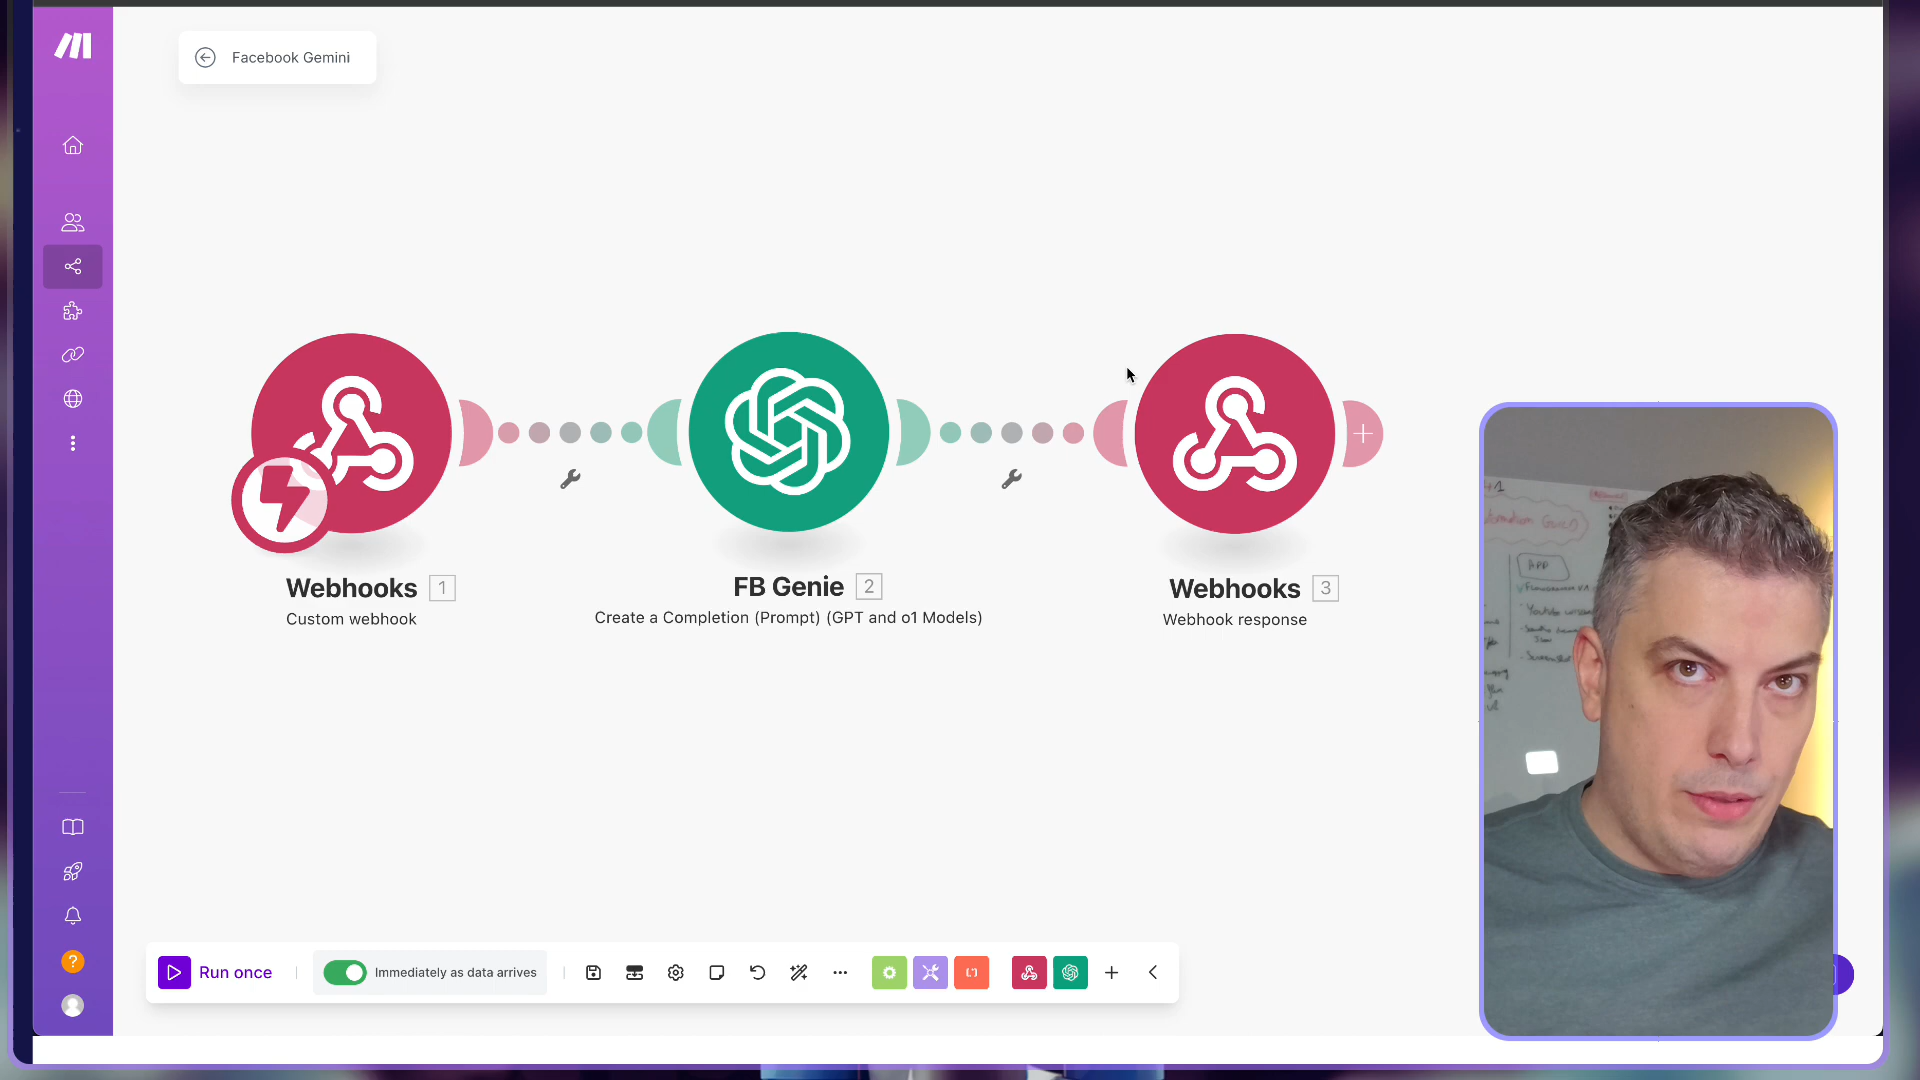 Facebook Gemini
Webhooks 1
Custom webhook
FB Genie 2
Create a Completion (Prompt) (GPT and o1 Models)
Webhooks 3
Webhook response
APP
Run once
Immediately as data arrives
?